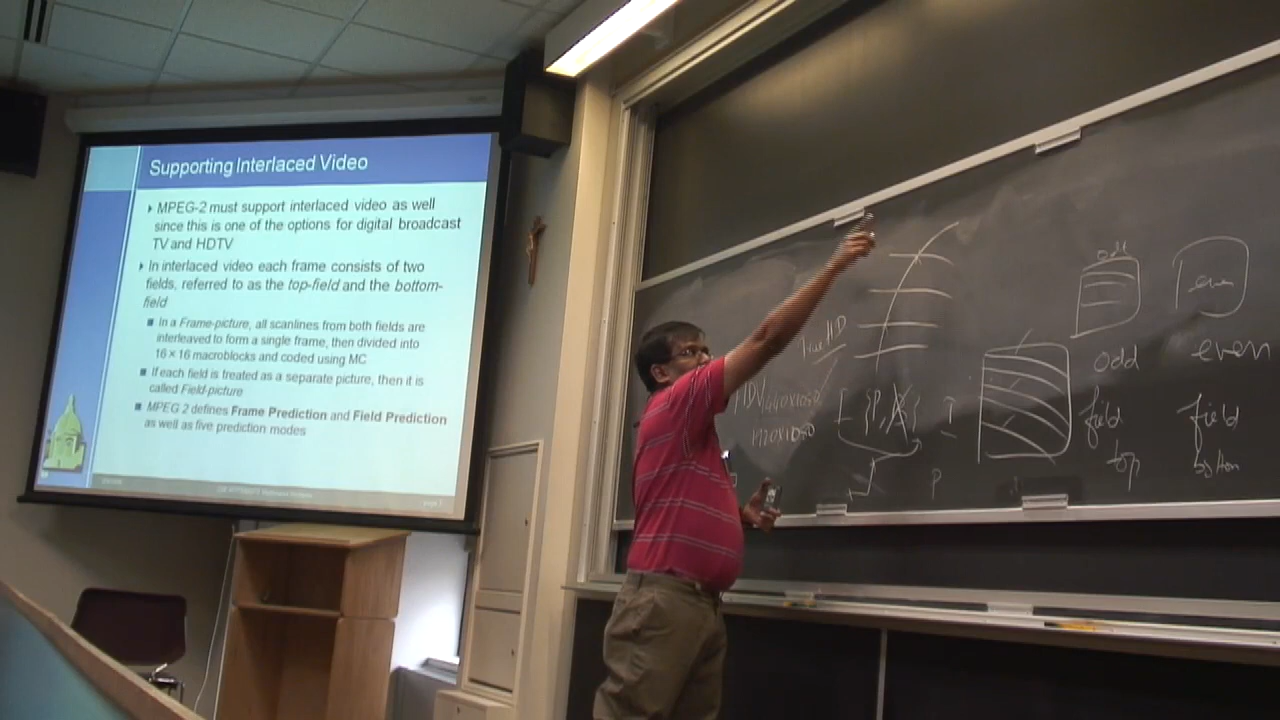 Supporting Interlaced Video
MPEG-2 must support interlaced video as well
since this is one of the options for digital broadcast
TV and HDTV
In interlaced video each frame consists of two
fields, referred to as the top-field and the bottom-
field
In a Frame-picture, all scanlines from both fields are
interleaved to form a single frame, then divided into
16×16 macroblocks and coded using MC
If each field is treated as a separate picture, then it is
called Field-picture
MPEG 2 defines Frame Prediction and Field Prediction
as well as five prediction modes
True HD
HDV 1440x1080
1920x1080
P
odd
even
odd
field
top
even
field
bottom